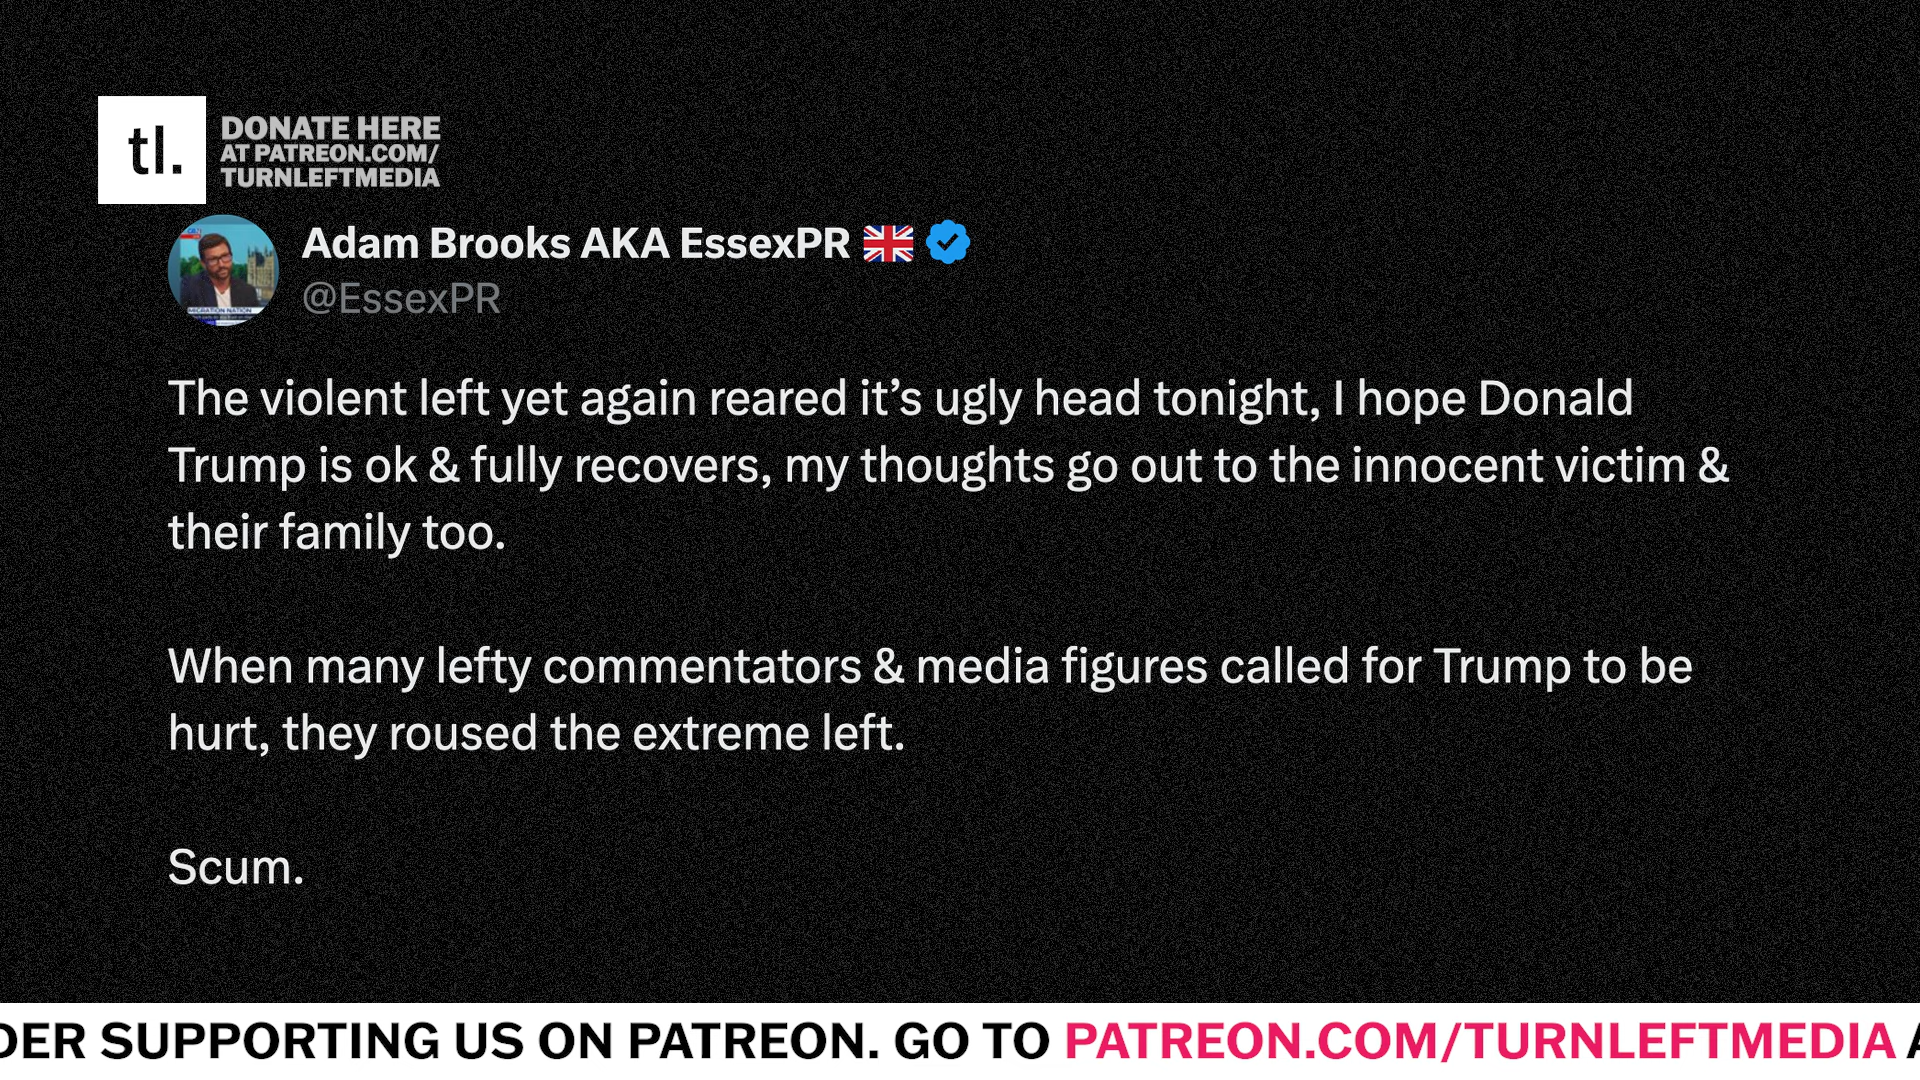 tl.
DONATE HERE
AT PATREON.COM/
TURNLEFTMEDIA
Adam Brooks AKA EssexPR
@EssexPR
MIGRATION NATION
The violent left yet again reared it’s ugly head tonight, I hope Donald
Trump is ok & fully recovers, my thoughts go out to the innocent victim &
their family too.
When many lefty commentators & media figures called for Trump to be
hurt, they roused the extreme left.
Scum.
DER SUPPORTING US ON PATREON. GO TO PATREON.COM/TURNLEFTMEDIA A